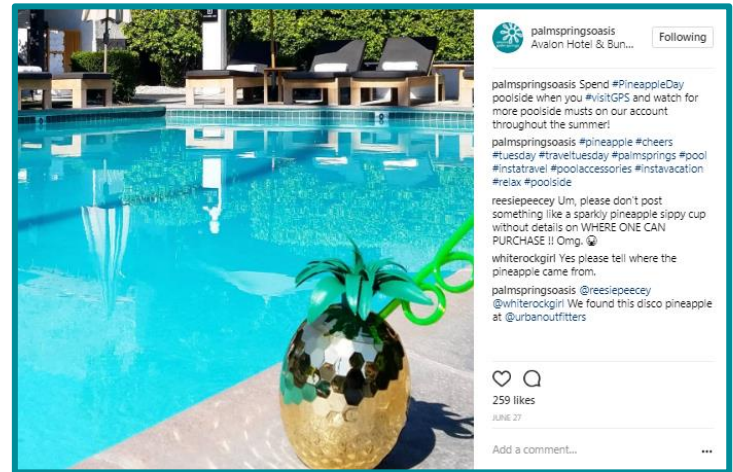 palmspringsoasis
Avalon Hotel & Bun...
Following
palmspringsoasis Spend #PineappleDay
poolside when you #visitGPS and watch for
more poolside musts on our account
throughout the summer!
palmspringsoasis #pineapple #cheers
#tuesday #traveltuesday #palmsprings #pool
#instatravel #poolaccessories #instavacation
#relax #poolside
reesiepeecey Um, please don't post
something like a sparkly pineapple sippy cup
without details on WHERE ONE CAN
PURCHASE !! Omg. 😭
whiterockgirl Yes please tell where the
pineapple came from.
palmspringsoasis @reesiepeecey
@whiterockgirl We found this disco pineapple
at @urbanoutfitters
259 likes
JUNE 27
Add a comment...